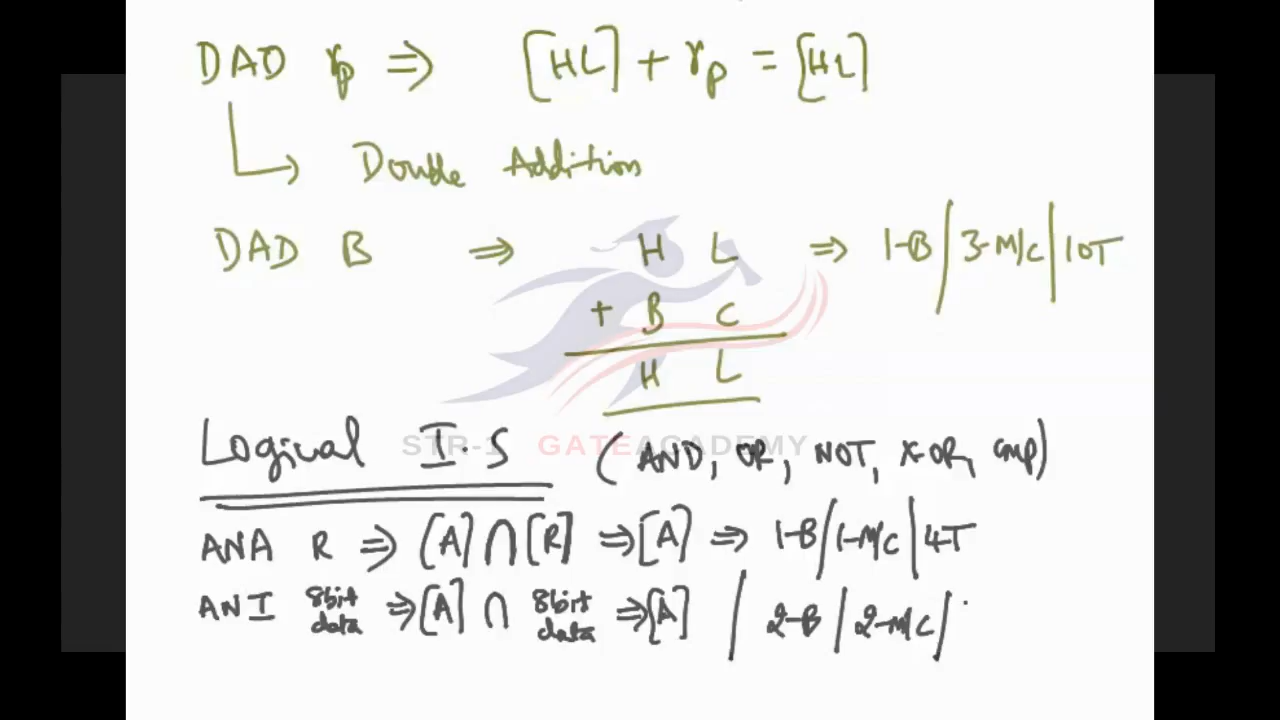 DAD rp ⇒ [HL] + rp = [HL]
↳ Double Addition
DAD B ⇒ H L ⇒ 1-B/3-M/C/10T
+ B C
H L
Logical I.S (AND, OR, NOT, X-OR, cmp)
STR-1 GATEACADEMY
ANA R ⇒ [A] ∩ [R] ⇒ [A] ⇒ 1-B/1-M/C/4T
ANI 8bit data ⇒ [A] ∩ 8bit data ⇒ [A] / 2-B / 2-M/C /